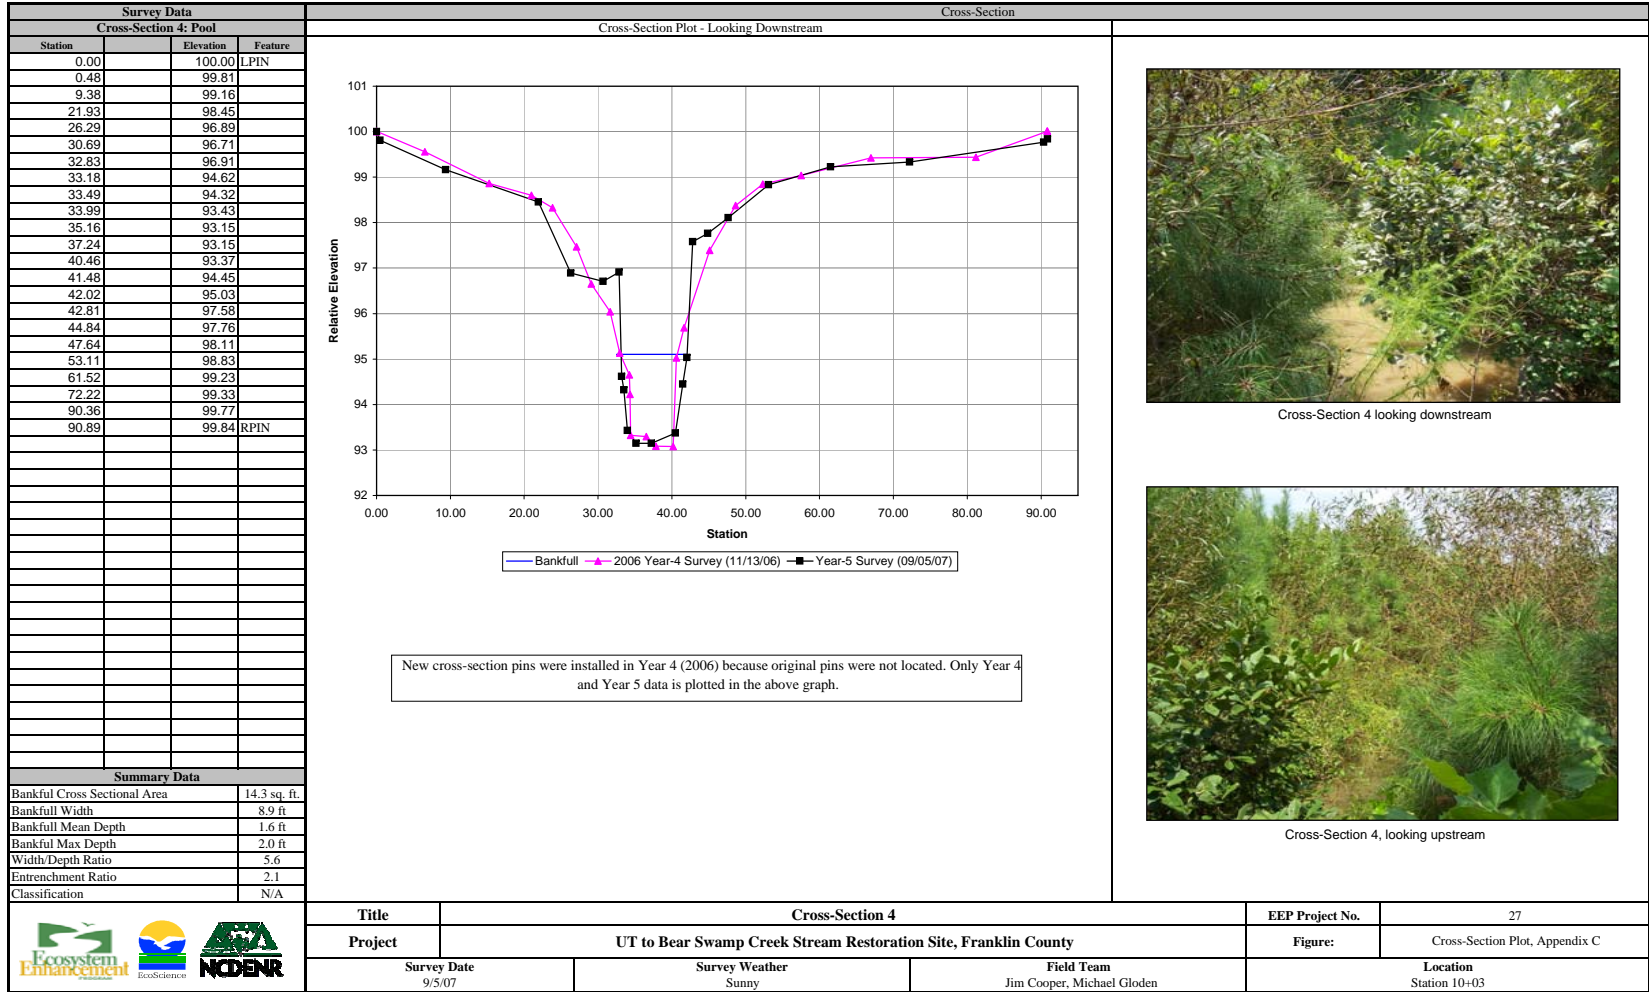 Survey Data
Cross-Section
Cross-Section 4: Pool
Cross-Section Plot - Looking Downstream
Station Elevation Feature
0.00 100.00 LPIN
0.48 99.81
9.38 99.16
21.93 98.45
26.29 96.89
30.69 96.71
32.83 96.91
33.18 94.62
33.49 94.32
33.99 93.43
35.16 93.15
37.24 93.15
40.46 93.37
41.48 94.45
42.02 95.03
42.81 97.58
44.84 97.76
47.64 98.11
53.11 98.83
61.52 99.23
72.22 99.33
90.36 99.77
90.89 99.84 RPIN
Summary Data
Bankful Cross Sectional Area 14.3 sq. ft.
Bankfull Width 8.9 ft
Bankfull Mean Depth 1.6 ft
Bankful Max Depth 2.0 ft
Width/Depth Ratio 5.6
Entrenchment Ratio 2.1
Classification N/A
101
100
99
98
97
96
95
94
93
92
Relative Elevation
0.00 10.00 20.00 30.00 40.00 50.00 60.00 70.00 80.00 90.00
Station
Bankfull 2006 Year-4 Survey (11/13/06) Year-5 Survey (09/05/07)
New cross-section pins were installed in Year 4 (2006) because original pins were not located. Only Year 4
and Year 5 data is plotted in the above graph.
Cross-Section 4 looking downstream
Cross-Section 4, looking upstream
Ecosystem
Enhancement
PROGRAM
EcoScience
NCDENR
Title Cross-Section 4 EEP Project No. 27
Project UT to Bear Swamp Creek Stream Restoration Site, Franklin County Figure: Cross-Section Plot, Appendix C
Survey Date Survey Weather Field Team Location
9/5/07 Sunny Jim Cooper, Michael Gloden Station 10+03